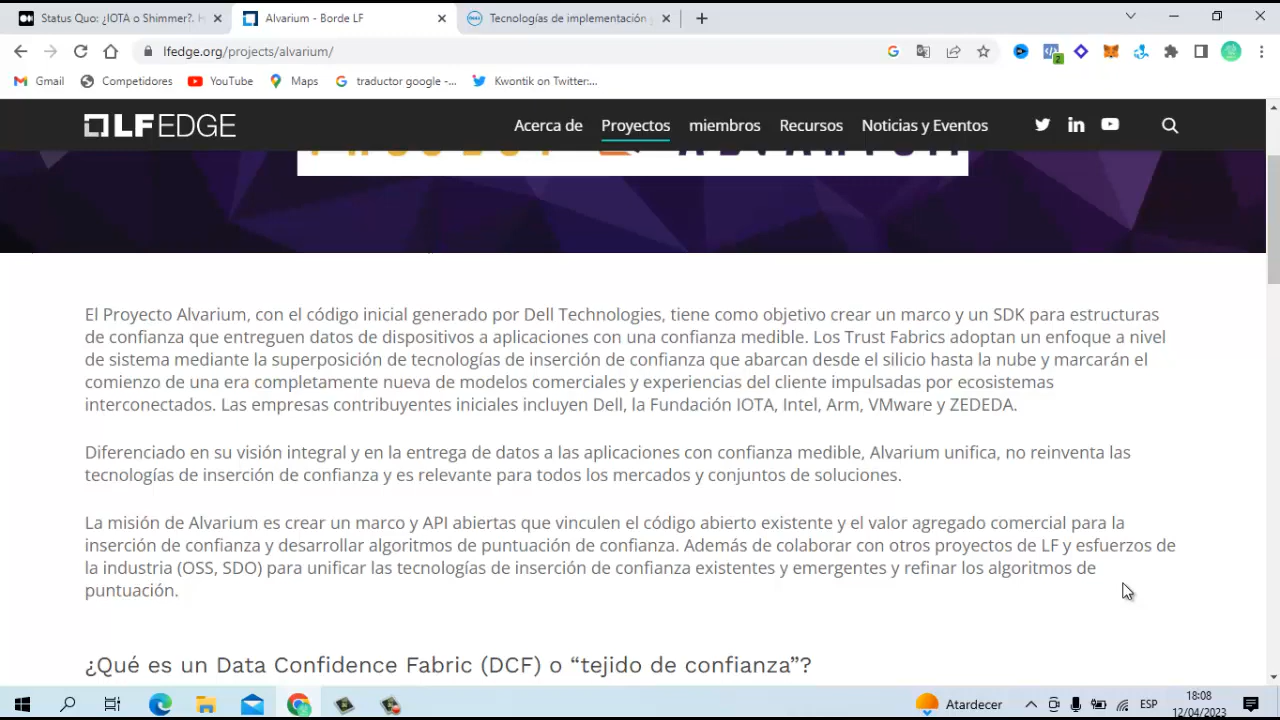 Status Quo: ¿IOTA o Shimmer?. H
Alvarium - Borde LF
Tecnologías de implementación
lfedge.org/projects/alvarium/
2
Gmail
Competidores
YouTube
Maps
traductor google -...
Kwontik on Twitter:...
LFEDGE
Acerca de
Proyectos
miembros
Recursos
Noticias y Eventos
El Proyecto Alvarium, con el código inicial generado por Dell Technologies, tiene como objetivo crear un marco y un SDK para estructuras
de confianza que entreguen datos de dispositivos a aplicaciones con una confianza medible. Los Trust Fabrics adoptan un enfoque a nivel
de sistema mediante la superposición de tecnologías de inserción de confianza que abarcan desde el silicio hasta la nube y marcarán el
comienzo de una era completamente nueva de modelos comerciales y experiencias del cliente impulsadas por ecosistemas
interconectados. Las empresas contribuyentes iniciales incluyen Dell, la Fundación IOTA, Intel, Arm, VMware y ZEDEDA.
Diferenciado en su visión integral y en la entrega de datos a las aplicaciones con confianza medible, Alvarium unifica, no reinventa las
tecnologías de inserción de confianza y es relevante para todos los mercados y conjuntos de soluciones.
La misión de Alvarium es crear un marco y API abiertas que vinculen el código abierto existente y el valor agregado comercial para la
inserción de confianza y desarrollar algoritmos de puntuación de confianza. Además de colaborar con otros proyectos de LF y esfuerzos de
la industria (OSS, SDO) para unificar las tecnologías de inserción de confianza existentes y emergentes y refinar los algoritmos de
puntuación.
¿Qué es un Data Confidence Fabric (DCF) o “tejido de confianza”?
Atardecer
ESP
18:08
12/04/2023